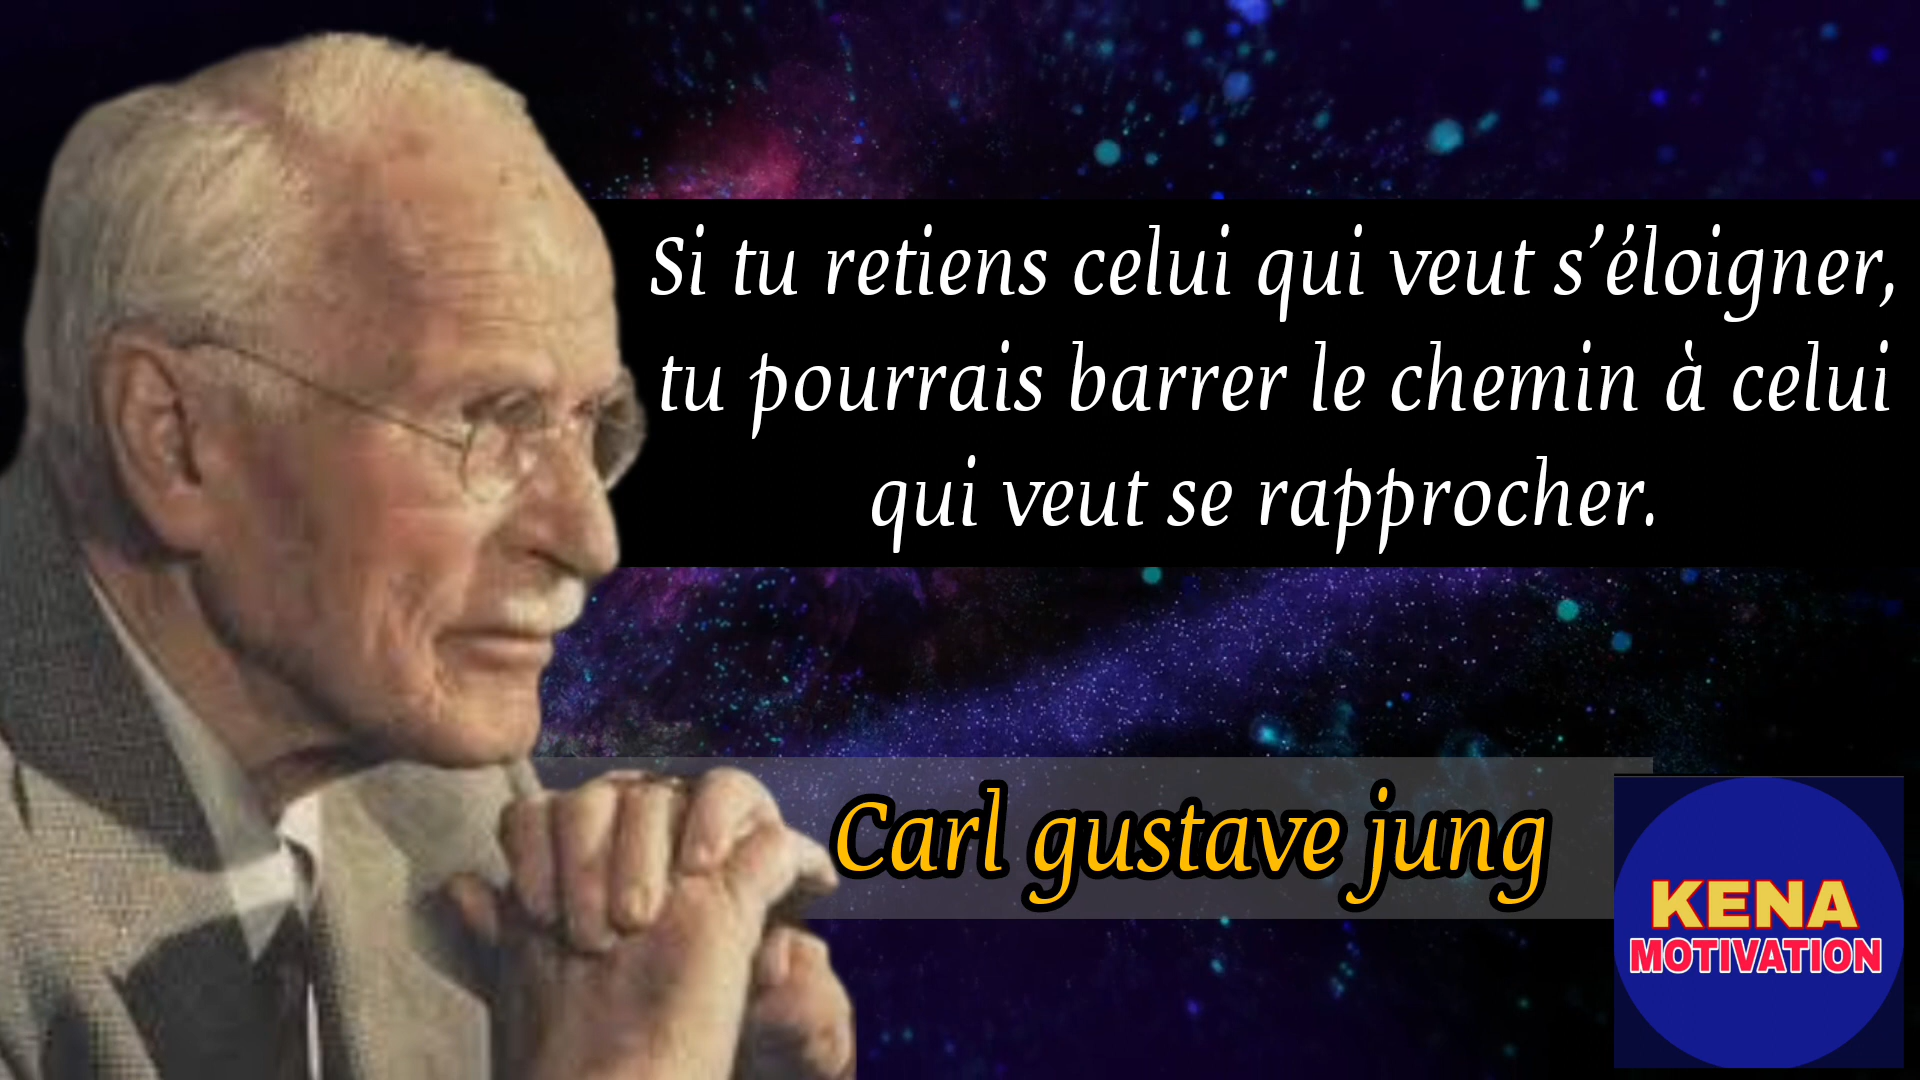 Si tu retiens celui qui veut s’éloigner,
tu pourrais barrer le chemin à celui
qui veut se rapprocher.
Carl gustave jung
KENA
MOTIVATION